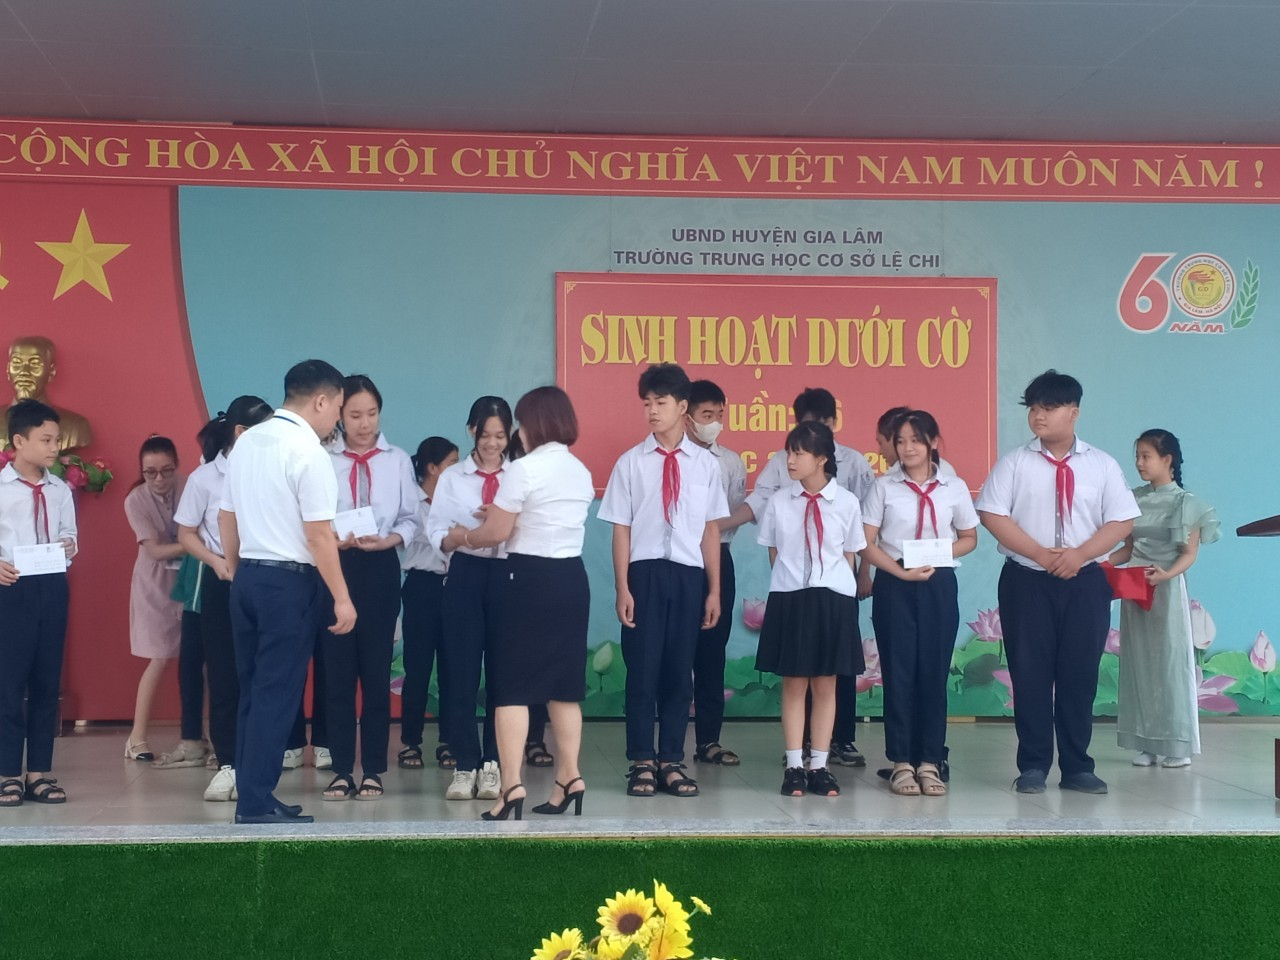 CỘNG HÒA XÃ HỘI CHỦ NGHĨA VIỆT NAM MUÔN NĂM !
UBND HUYỆN GIA LÂM
TRƯỜNG TRUNG HỌC CƠ SỞ LỆ CHI
60
NĂM
SINH HOẠT DƯỚI CỜ